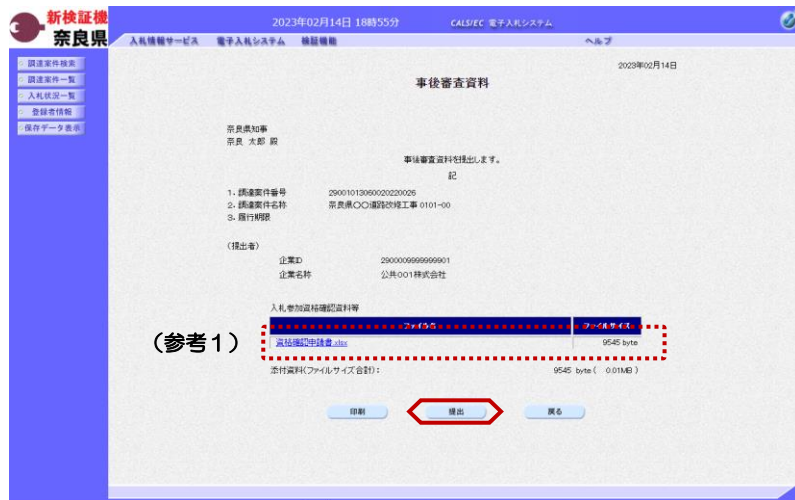 新検証機
奈良県
2023年02月14日 18時55分
CALS/EC 電子入札システム
入札情報サービス 電子入札システム 検証機能 ヘルプ
調達案件検索
調達案件一覧
入札状況一覧
登録者情報
保存データ表示
2023年02月14日
事後審査資料
奈良県知事
奈良 太郎 殿
事後審査資料を提出します。
記
1. 調達案件番号 29001013060020220026
2. 調達案件名称 奈良県〇〇道路改修工事 0101-00
3. 履行期限
(提出者)
企業ID 2900009999999901
企業名称 公共001株式会社
入札参加資格確認資料等
ファイル名 ファイルサイズ
(参考1)
資格確認申請書.xlsx 9545 byte
添付資料(ファイルサイズ合計): 9545 byte ( 0.01MB )
印刷 提出 戻る